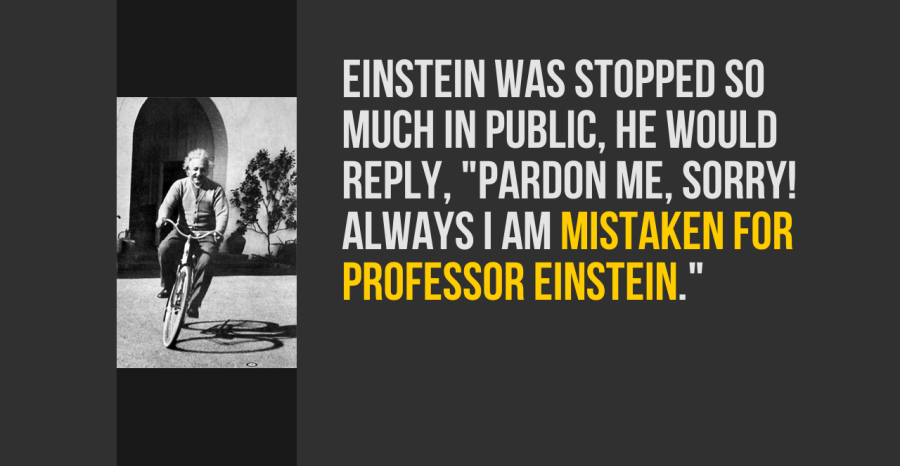 EINSTEIN WAS STOPPED SO
MUCH IN PUBLIC, HE WOULD
REPLY, "PARDON ME, SORRY!
ALWAYS I AM MISTAKEN FOR
PROFESSOR EINSTEIN."